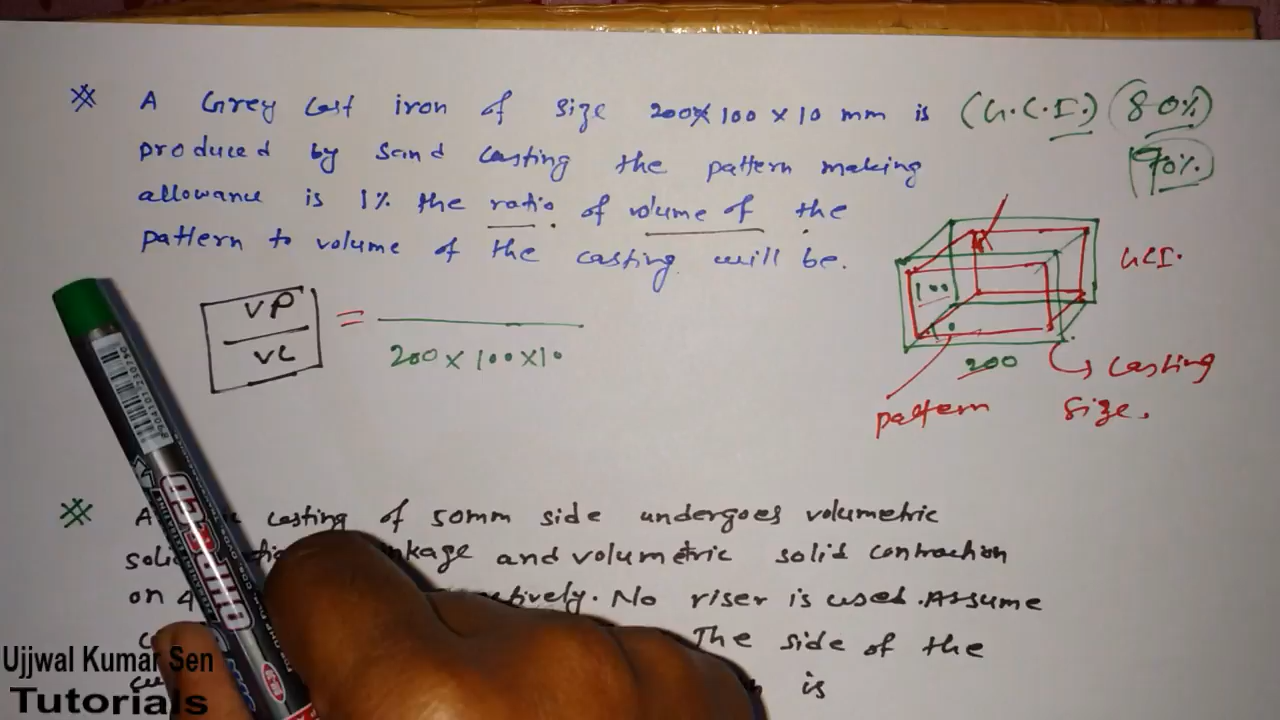 ※ A Grey Cast iron of size 200 x 100 x 10 mm is (G.C.I.) 80%
produced by sand casting the pattern making 90%
allowance is 1% the ratio of volume of the
pattern to volume of the casting will be.
VP
VC
=
200 x 100 x 10
100
10
200
GCI.
casting
size.
pattern
※ A casting of 50mm side undergoes volumetric
and volumetric solid contraction
on 4 No riser is used. Assume
The side of the
is
Ujjwal Kumar Sen
Tutorials